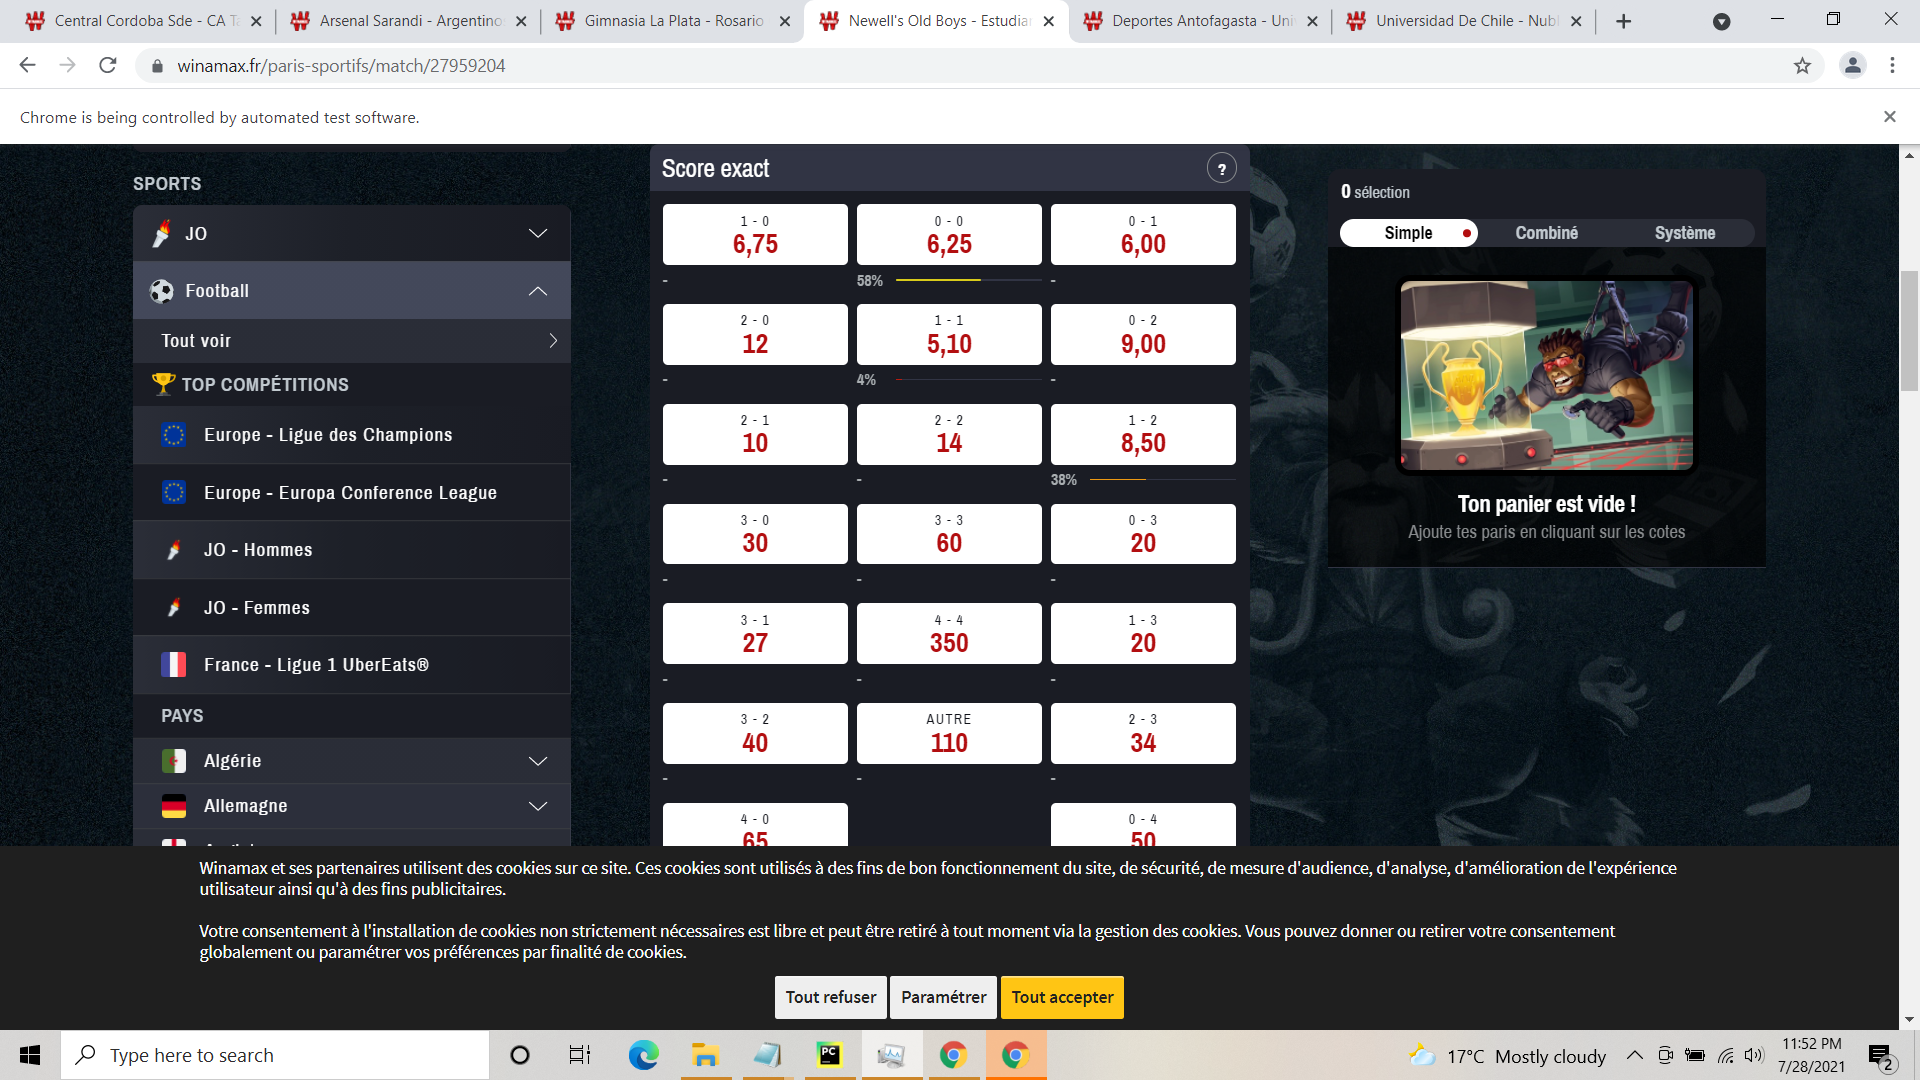 Central Cordoba Sde - CA Ta
Arsenal Sarandi - Argentino
Gimnasia La Plata - Rosario
Newell's Old Boys - Estudia
Deportes Antofagasta - Uni
Universidad De Chile - Nubl
winamax.fr/paris-sportifs/match/27959204
Chrome is being controlled by automated test software.
SPORTS
JO
Football
Tout voir
TOP COMPÉTITIONS
Europe - Ligue des Champions
Europe - Europa Conference League
JO - Hommes
JO - Femmes
France - Ligue 1 UberEats®
PAYS
Algérie
Allemagne
Score exact
?
1 - 0
6,75
-
0 - 0
6,25
58%
0 - 1
6,00
-
2 - 0
12
-
1 - 1
5,10
4%
0 - 2
9,00
-
2 - 1
10
-
2 - 2
14
-
1 - 2
8,50
38%
3 - 0
30
-
3 - 3
60
-
0 - 3
20
-
3 - 1
27
-
4 - 4
350
-
1 - 3
20
-
3 - 2
40
-
AUTRE
110
-
2 - 3
34
-
4 - 0
65
0 - 4
50
0 sélection
Simple
Combiné
Système
Ton panier est vide !
Ajoute tes paris en cliquant sur les cotes
Winamax et ses partenaires utilisent des cookies sur ce site. Ces cookies sont utilisés à des fins de bon fonctionnement du site, de sécurité, de mesure d'audience, d'analyse, d'amélioration de l'expérience
utilisateur ainsi qu'à des fins publicitaires.
Votre consentement à l'installation de cookies non strictement nécessaires est libre et peut être retiré à tout moment via la gestion des cookies. Vous pouvez donner ou retirer votre consentement
globalement ou paramétrer vos préférences par finalité de cookies.
Tout refuser
Paramétrer
Tout accepter
Type here to search
PC
17°C Mostly cloudy
11:52 PM
7/28/2021
2